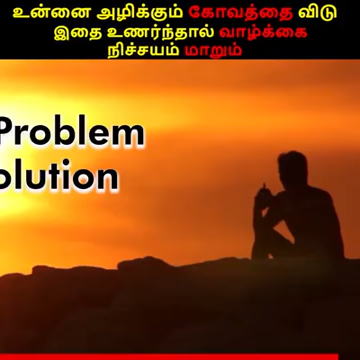 உன்னை அழிக்கும் கோவத்தை விடு
இதை உணர்ந்தால் வாழ்க்கை
நிச்சயம் மாறும்
Problem
olution